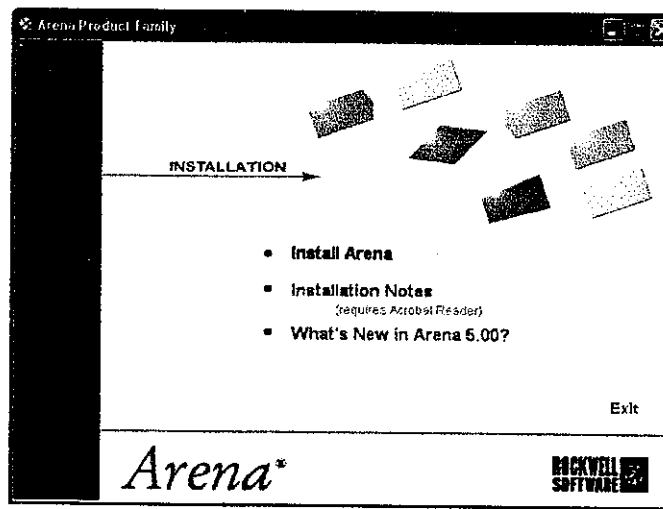 Arena Product Family
INSTALLATION
Install Arena
Installation Notes
(requires Acrobat Reader)
What's New in Arena 5.00?
Exit
Arena*
ROCKWELL
SOFTWARE